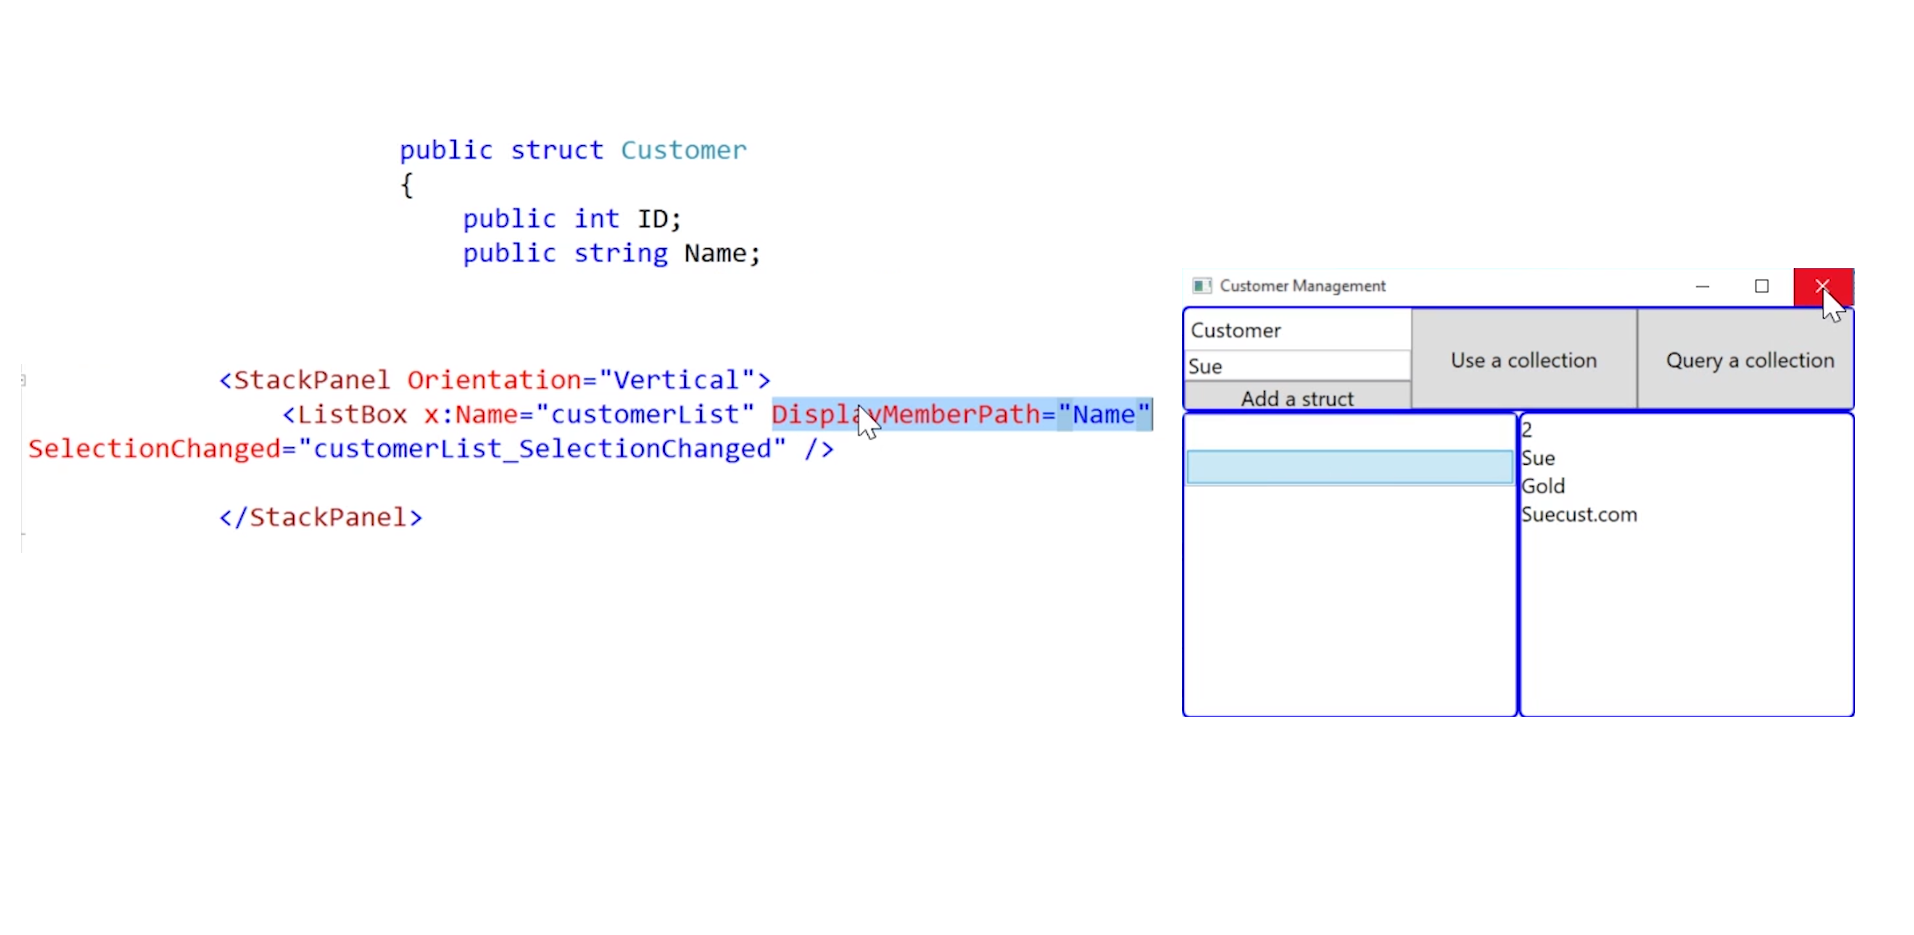 public struct Customer
{
public int ID;
public string Name;
<StackPanel Orientation="Vertical">
<ListBox x:Name="customerList" DisplayMemberPath="Name"
SelectionChanged="customerList_SelectionChanged" />
</StackPanel>
Customer Management
Customer
Sue
Add a struct
Use a collection
Query a collection
2
Sue
Gold
Suecust.com